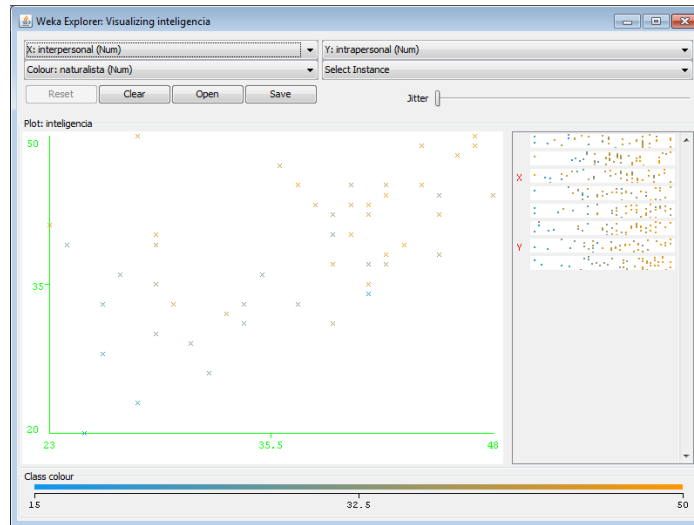 Weka Explorer: Visualizing inteligencia
X: interpersonal (Num) Y: intrapersonal (Num)
Colour: naturalista (Num) Select Instance
Reset Clear Open Save Jitter
Plot: inteligencia
50
X
Y
35
20
23 35.5 48
Class colour
15 32.5 50